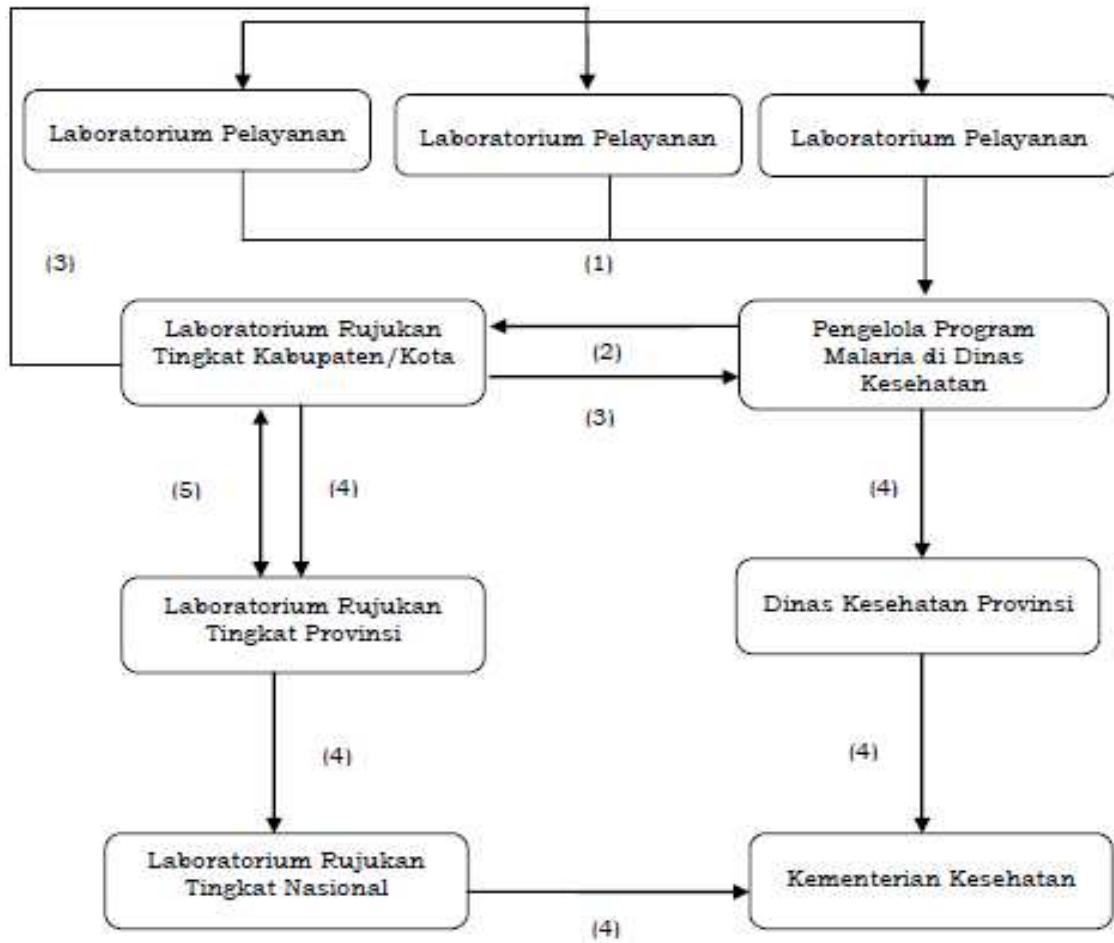 Laboratorium Pelayanan
Laboratorium Pelayanan
Laboratorium Pelayanan
(3)
(1)
Laboratorium Rujukan
Tingkat Kabupaten/Kota
(2)
(3)
Pengelola Program
Malaria di Dinas
Kesehatan
(5)
(4)
(4)
Laboratorium Rujukan
Tingkat Provinsi
Dinas Kesehatan Provinsi
(4)
(4)
Laboratorium Rujukan
Tingkat Nasional
Kementerian Kesehatan
(4)